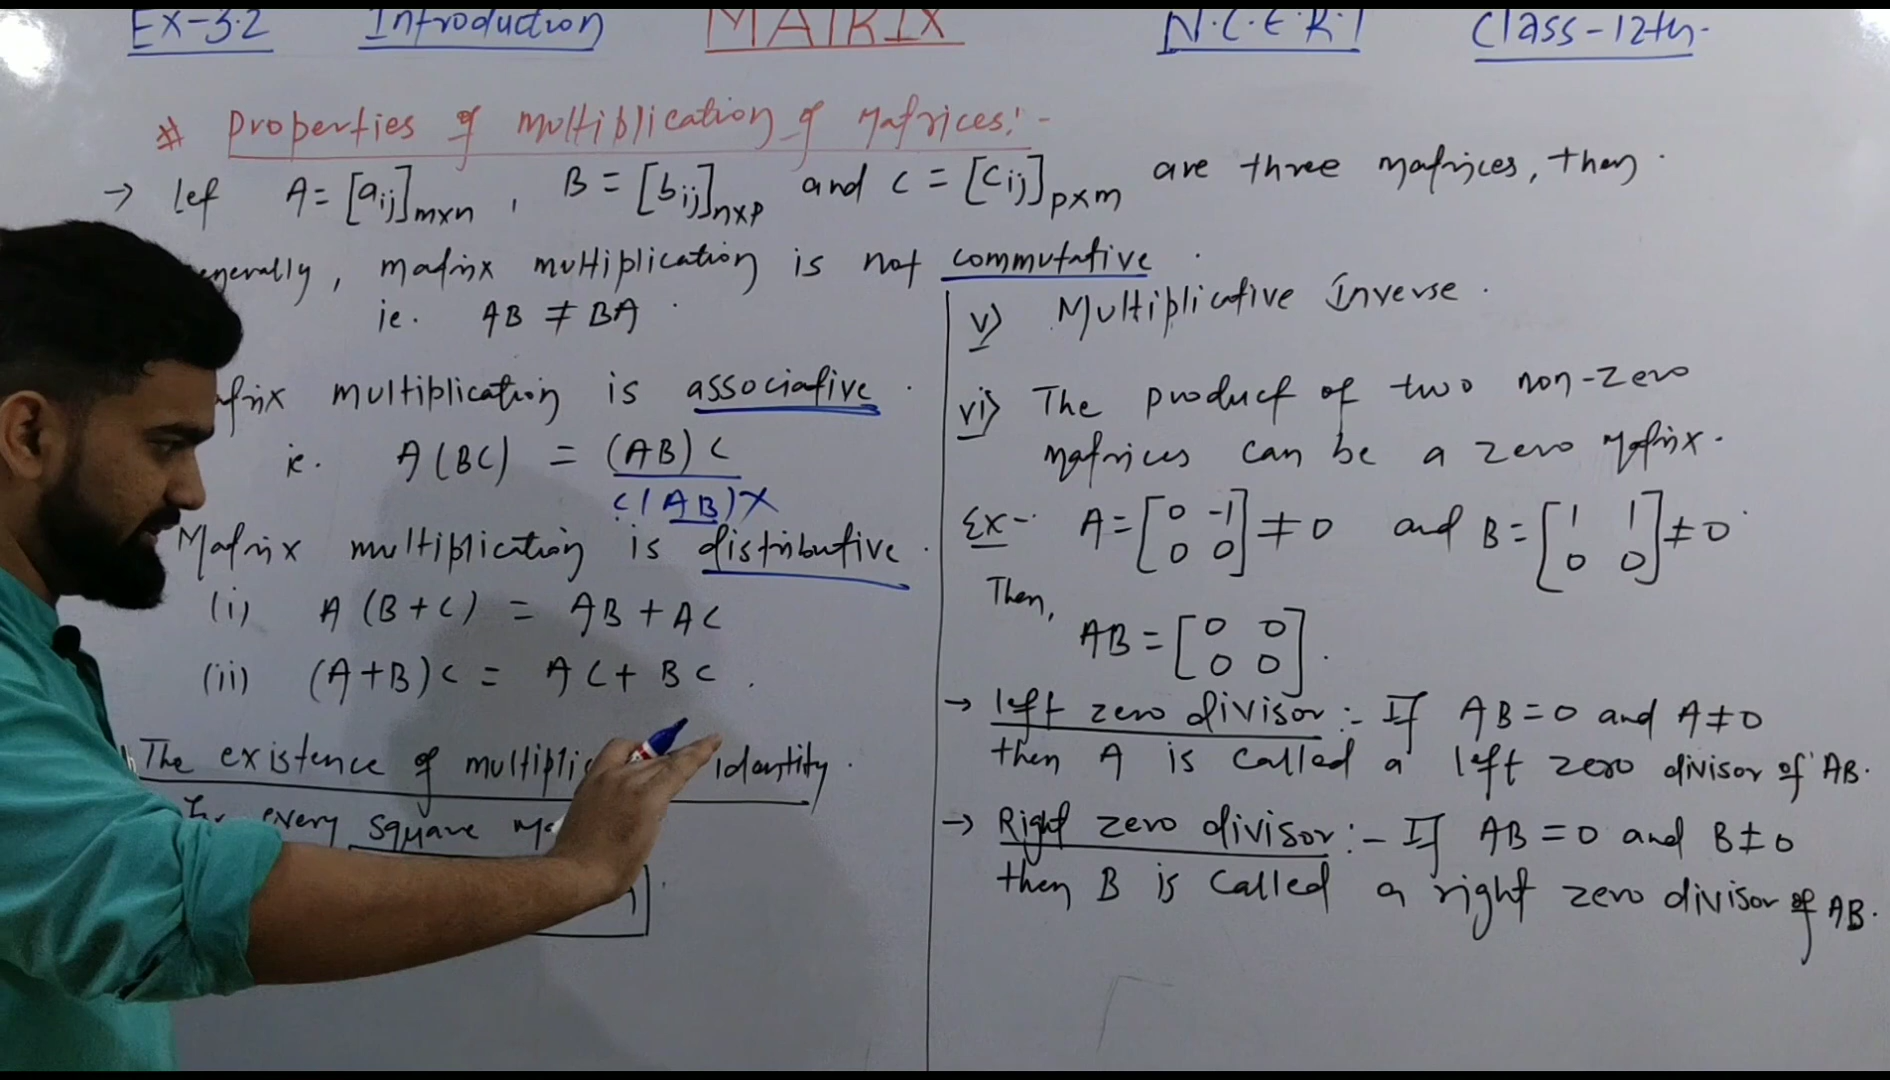 Ex-3.2 Introduction MATRIX N.C.E.R.T Class-12th.
* Properties of multiplication of Matrices:-
→ let A = [aij]m×n , B = [bij]n×p and C = [cij]p×m are three matrices, then.
enerally, matrix multiplication is not commutative.
ie. AB ≠ BA.
trix multiplication is associative.
ie. A(BC) = (AB)C
C(AB)X
Matrix multiplication is distributive.
(i) A(B+C) = AB + AC
(ii) (A+B)C = AC + BC.
The existence of multiplic identity.
every square
v) Multiplicative Inverse.
vi) The product of two non-zero
matrices can be a zero matrix.
Ex- A = [0 -1 ; 0 0] ≠ 0 and B = [1 1 ; 0 0] ≠ 0
Then,
AB = [0 0 ; 0 0].
→ left zero divisor:- If AB=0 and A≠0
then A is called a left zero divisor of AB.
→ Right zero divisor:- If AB=0 and B≠0
then B is called a right zero divisor of AB.